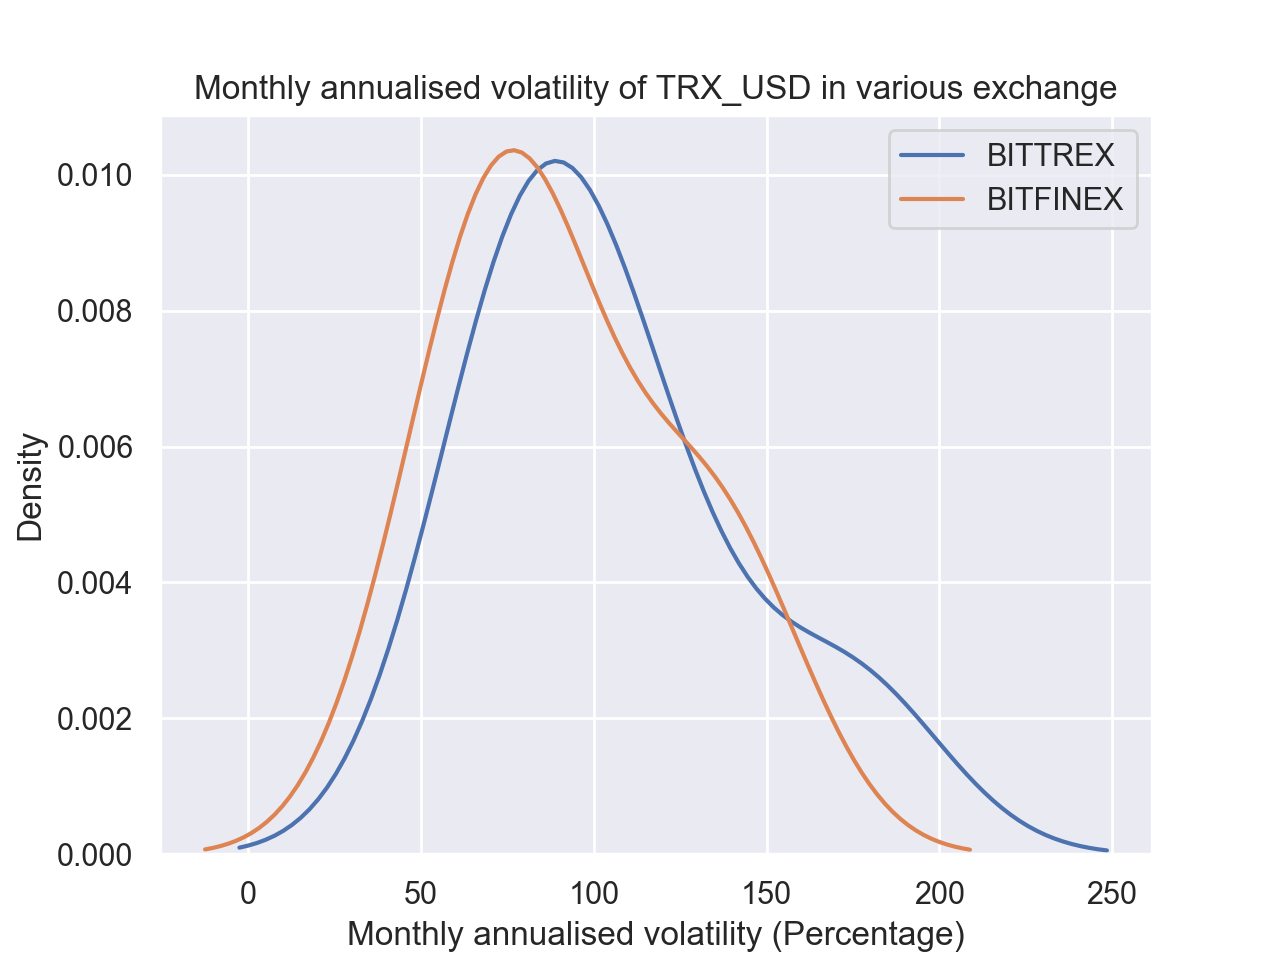 Monthly annualised volatility of TRX_USD in various exchange
BITTREX
BITFINEX
0.010
0.008
0.006
0.004
0.002
0.000
Density
0 50 100 150 200 250
Monthly annualised volatility (Percentage)